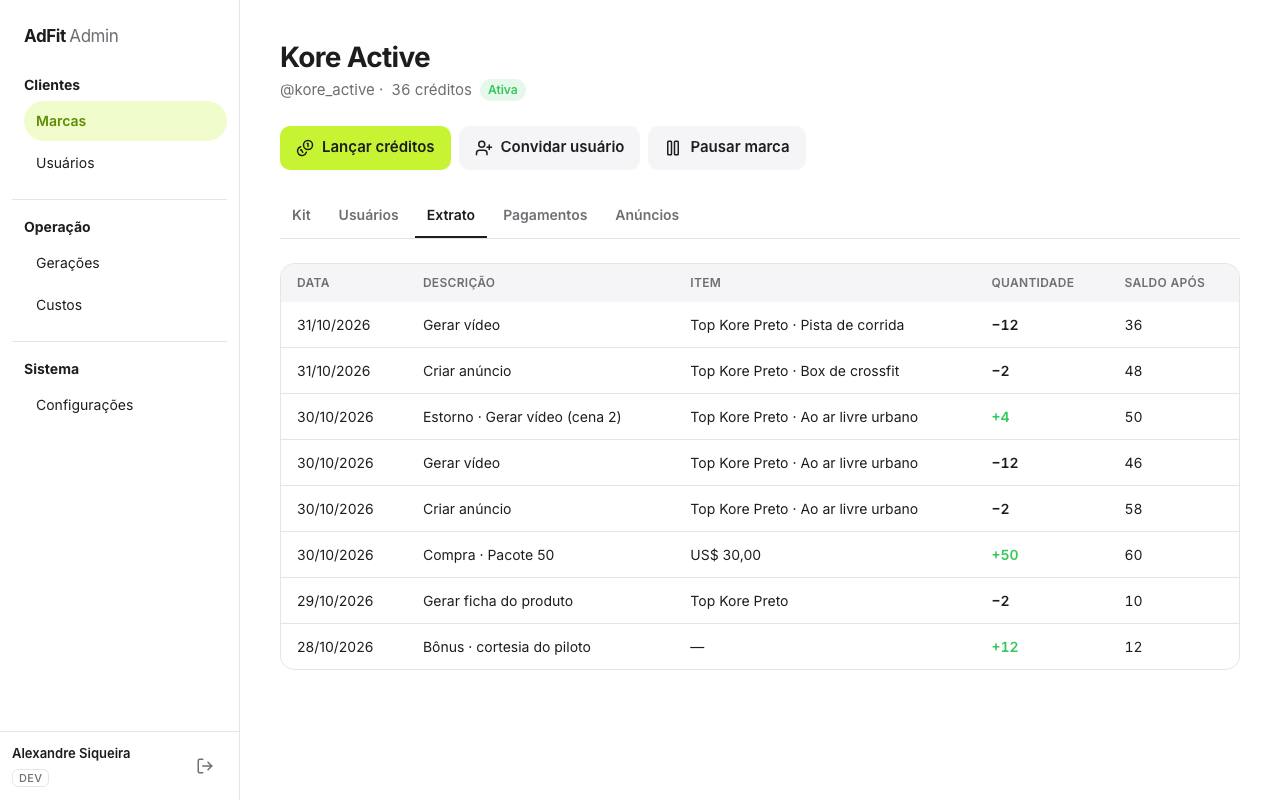 AdFit Admin
Clientes
Marcas
Usuários
Operação
Gerações
Custos
Sistema
Configurações
Alexandre Siqueira
DEV
Kore Active
@kore_active · 36 créditos Ativa
Lançar créditos Convidar usuário Pausar marca
Kit Usuários Extrato Pagamentos Anúncios
DATA DESCRIÇÃO ITEM QUANTIDADE SALDO APÓS
31/10/2026 Gerar vídeo Top Kore Preto · Pista de corrida −12 36
31/10/2026 Criar anúncio Top Kore Preto · Box de crossfit −2 48
30/10/2026 Estorno · Gerar vídeo (cena 2) Top Kore Preto · Ao ar livre urbano +4 50
30/10/2026 Gerar vídeo Top Kore Preto · Ao ar livre urbano −12 46
30/10/2026 Criar anúncio Top Kore Preto · Ao ar livre urbano −2 58
30/10/2026 Compra · Pacote 50 US$ 30,00 +50 60
29/10/2026 Gerar ficha do produto Top Kore Preto −2 10
28/10/2026 Bônus · cortesia do piloto — +12 12